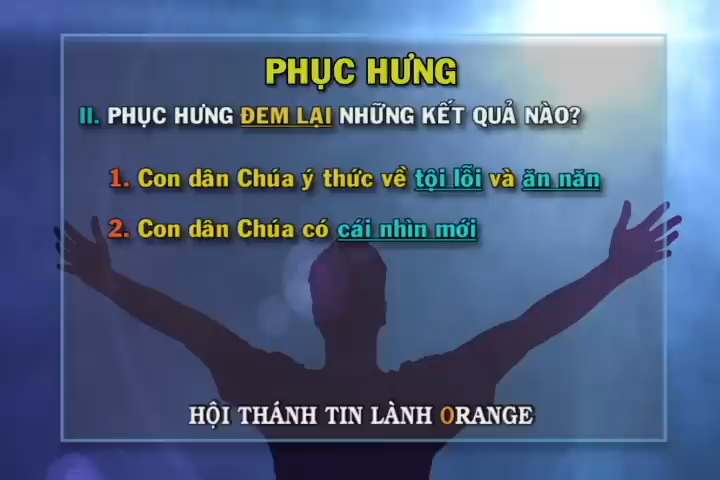 PHỤC HƯNG
II. PHỤC HƯNG ĐEM LẠI NHỮNG KẾT QUẢ NÀO?
1. Con dân Chúa ý thức về tội lỗi và ăn năn
2. Con dân Chúa có cái nhìn mới
HỘI THÁNH TIN LÀNH ORANGE